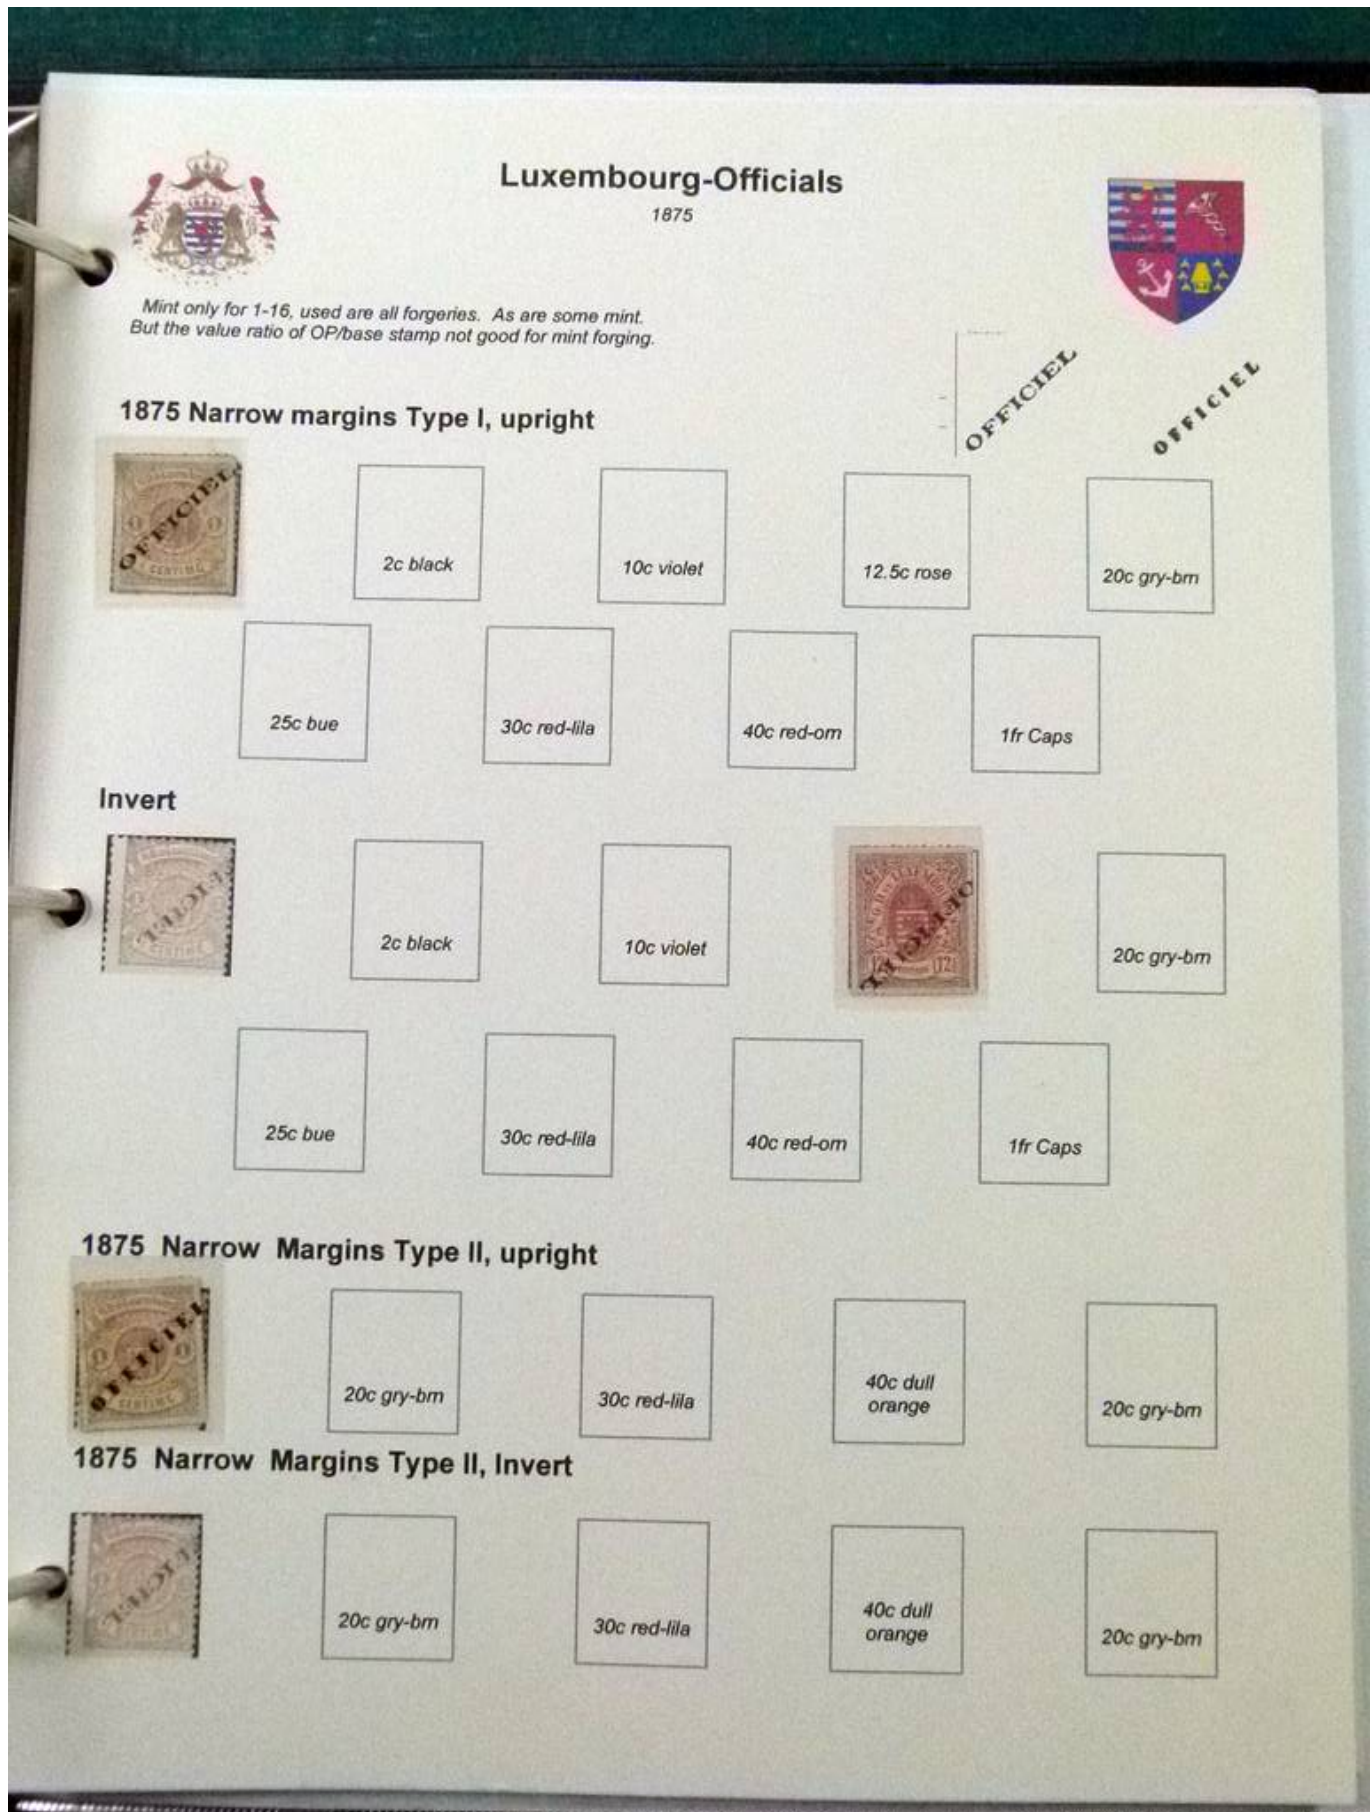 Luxembourg-Officials
1875
Mint only for 1-16, used are all forgeries. As are some mint.
But the value ratio of OP/base stamp not good for mint forging.
OFFICIEL
OFFICIEL
1875 Narrow margins Type I, upright
OFFICIEL
CENTIME
2c black
10c violet
12.5c rose
20c gry-brn
25c bue
30c red-lila
40c red-orn
1fr Caps
Invert
CENTIME
2c black
10c violet
OFFICIEL
20c gry-brn
25c bue
30c red-lila
40c red-orn
1fr Caps
1875 Narrow Margins Type II, upright
OFFICIEL
CENTIME
20c gry-brn
30c red-lila
40c dull
orange
20c gry-brn
1875 Narrow Margins Type II, Invert
20c gry-brn
30c red-lila
40c dull
orange
20c gry-brn